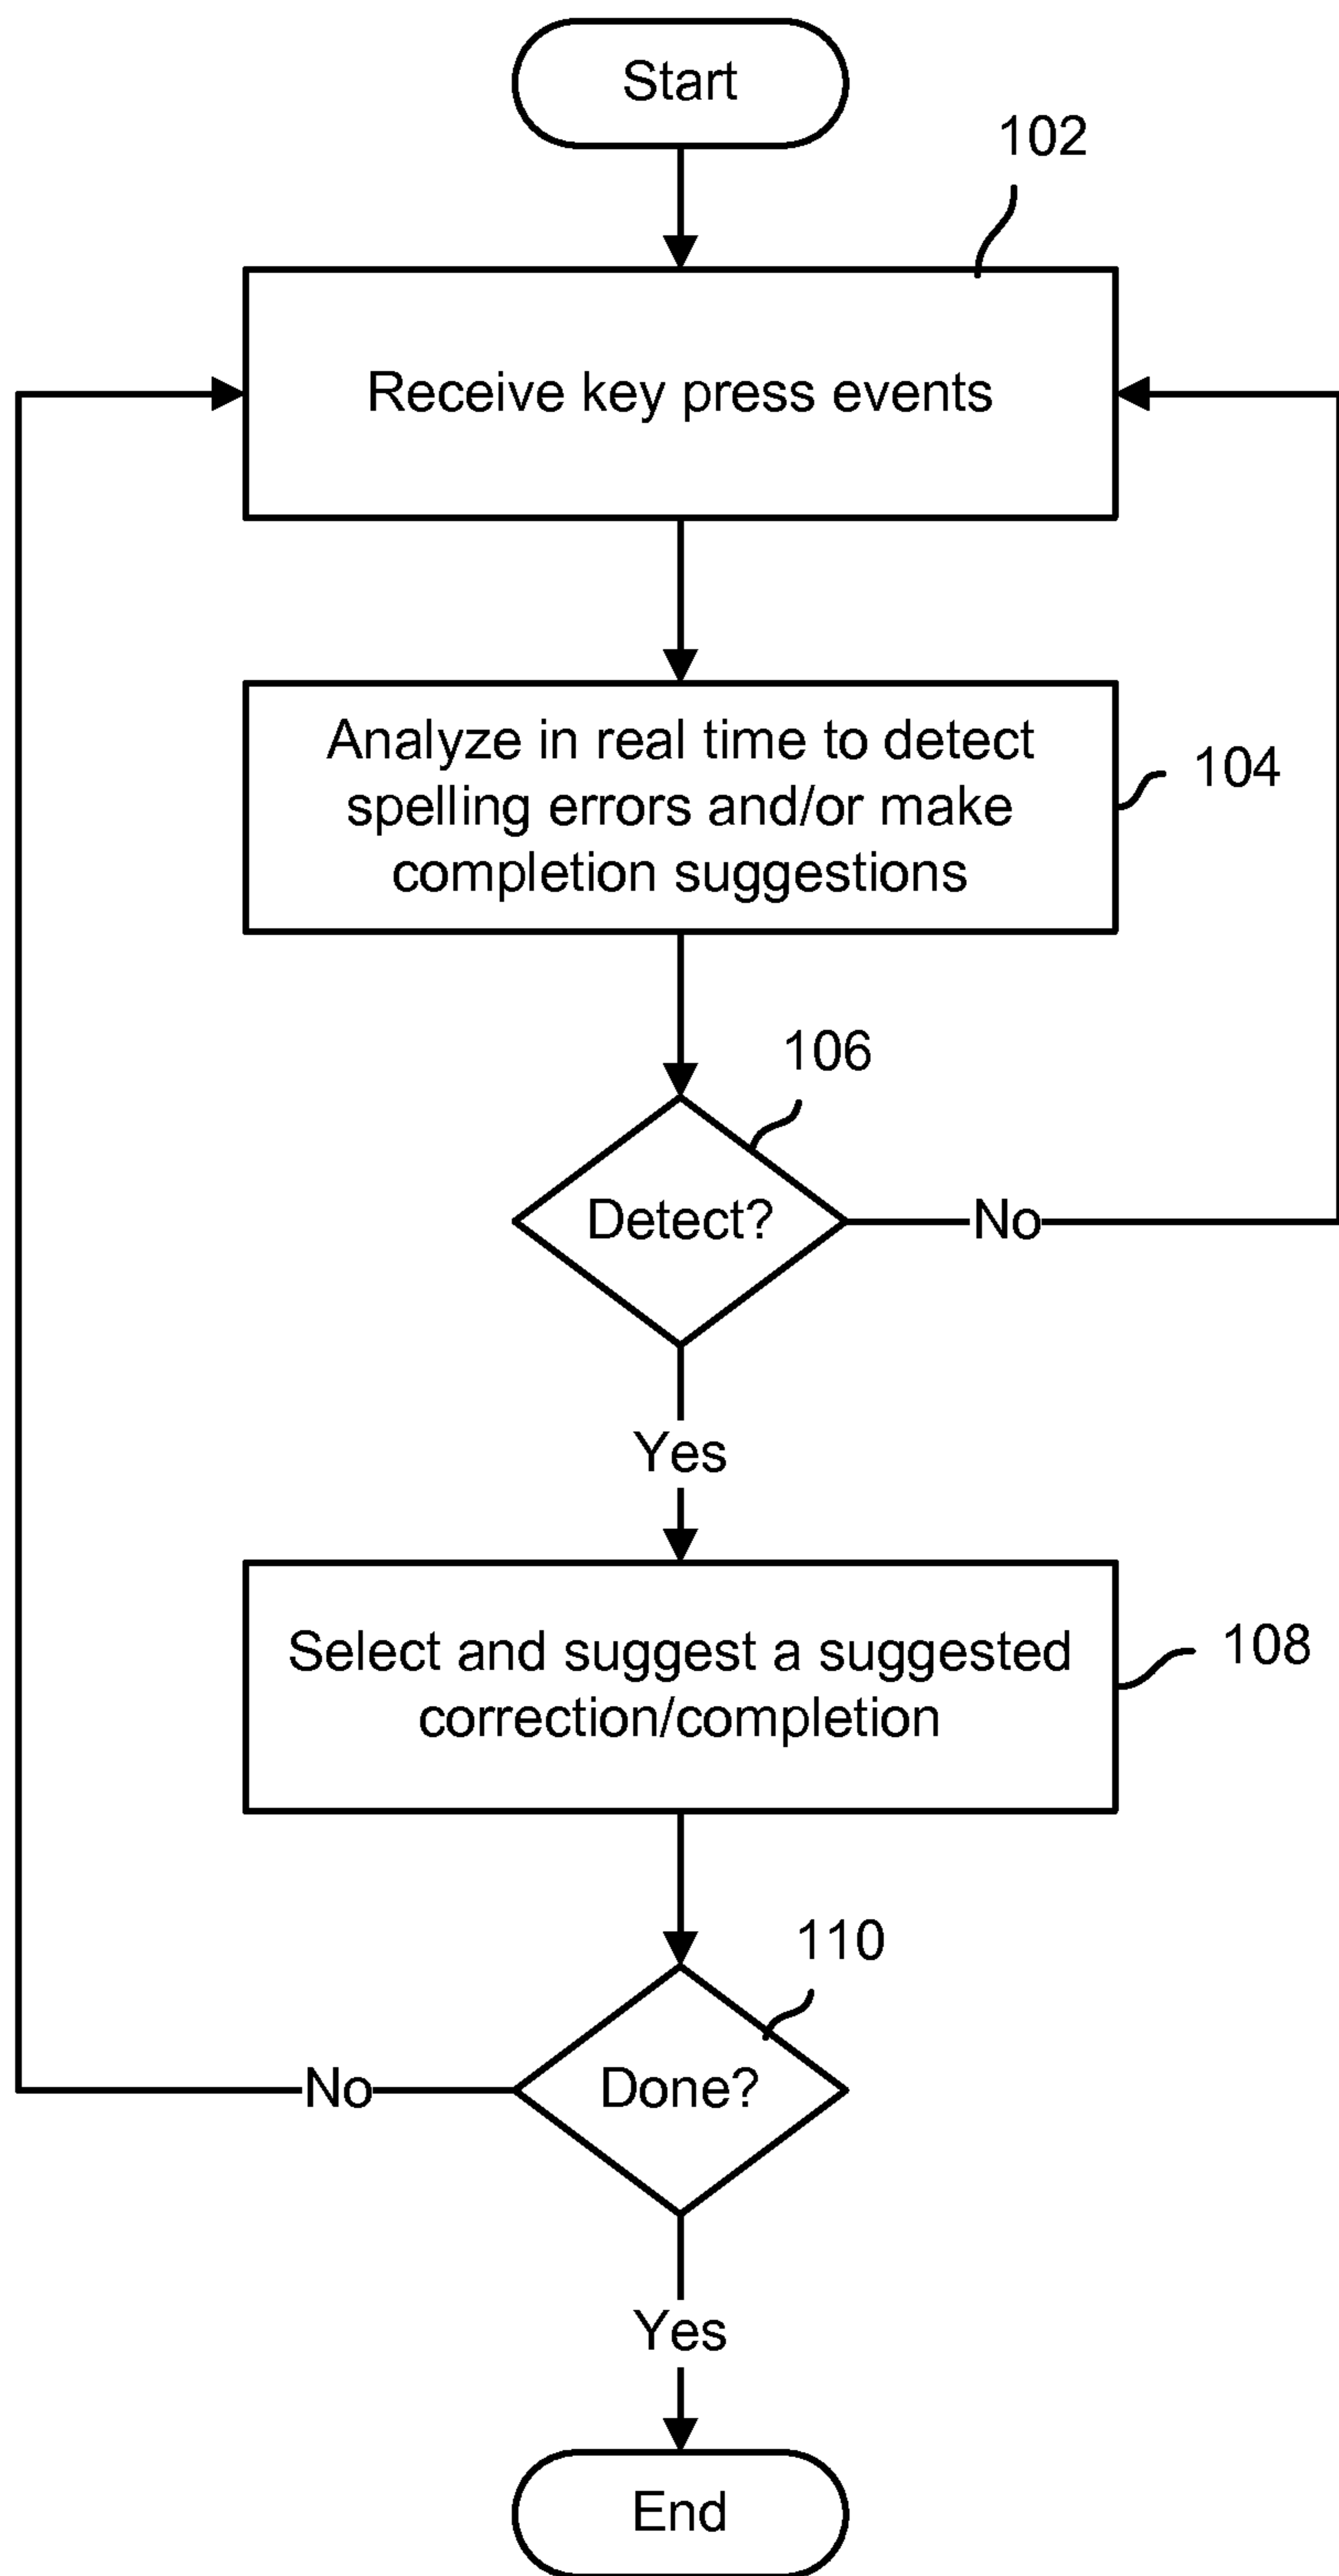 Start
102
Receive key press events
Analyze in real time to detect
spelling errors and/or make
completion suggestions
104
106
Detect?
No
Yes
Select and suggest a suggested
correction/completion
108
110
Done?
No
Yes
End